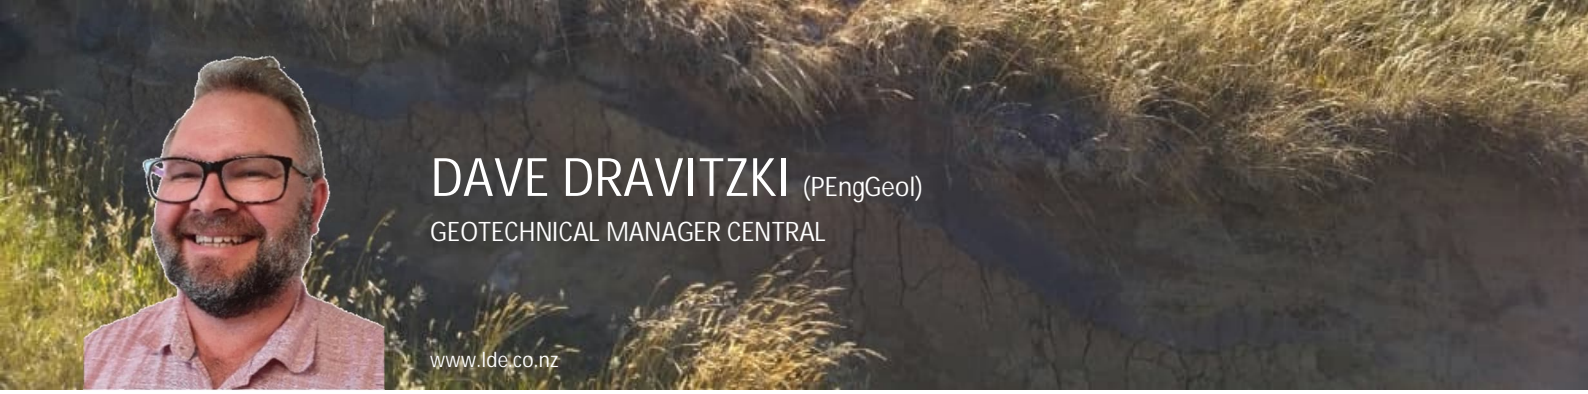 DAVE DRAVITZKI (PEngGeol)
GEOTECHNICAL MANAGER CENTRAL
www.lde.co.nz